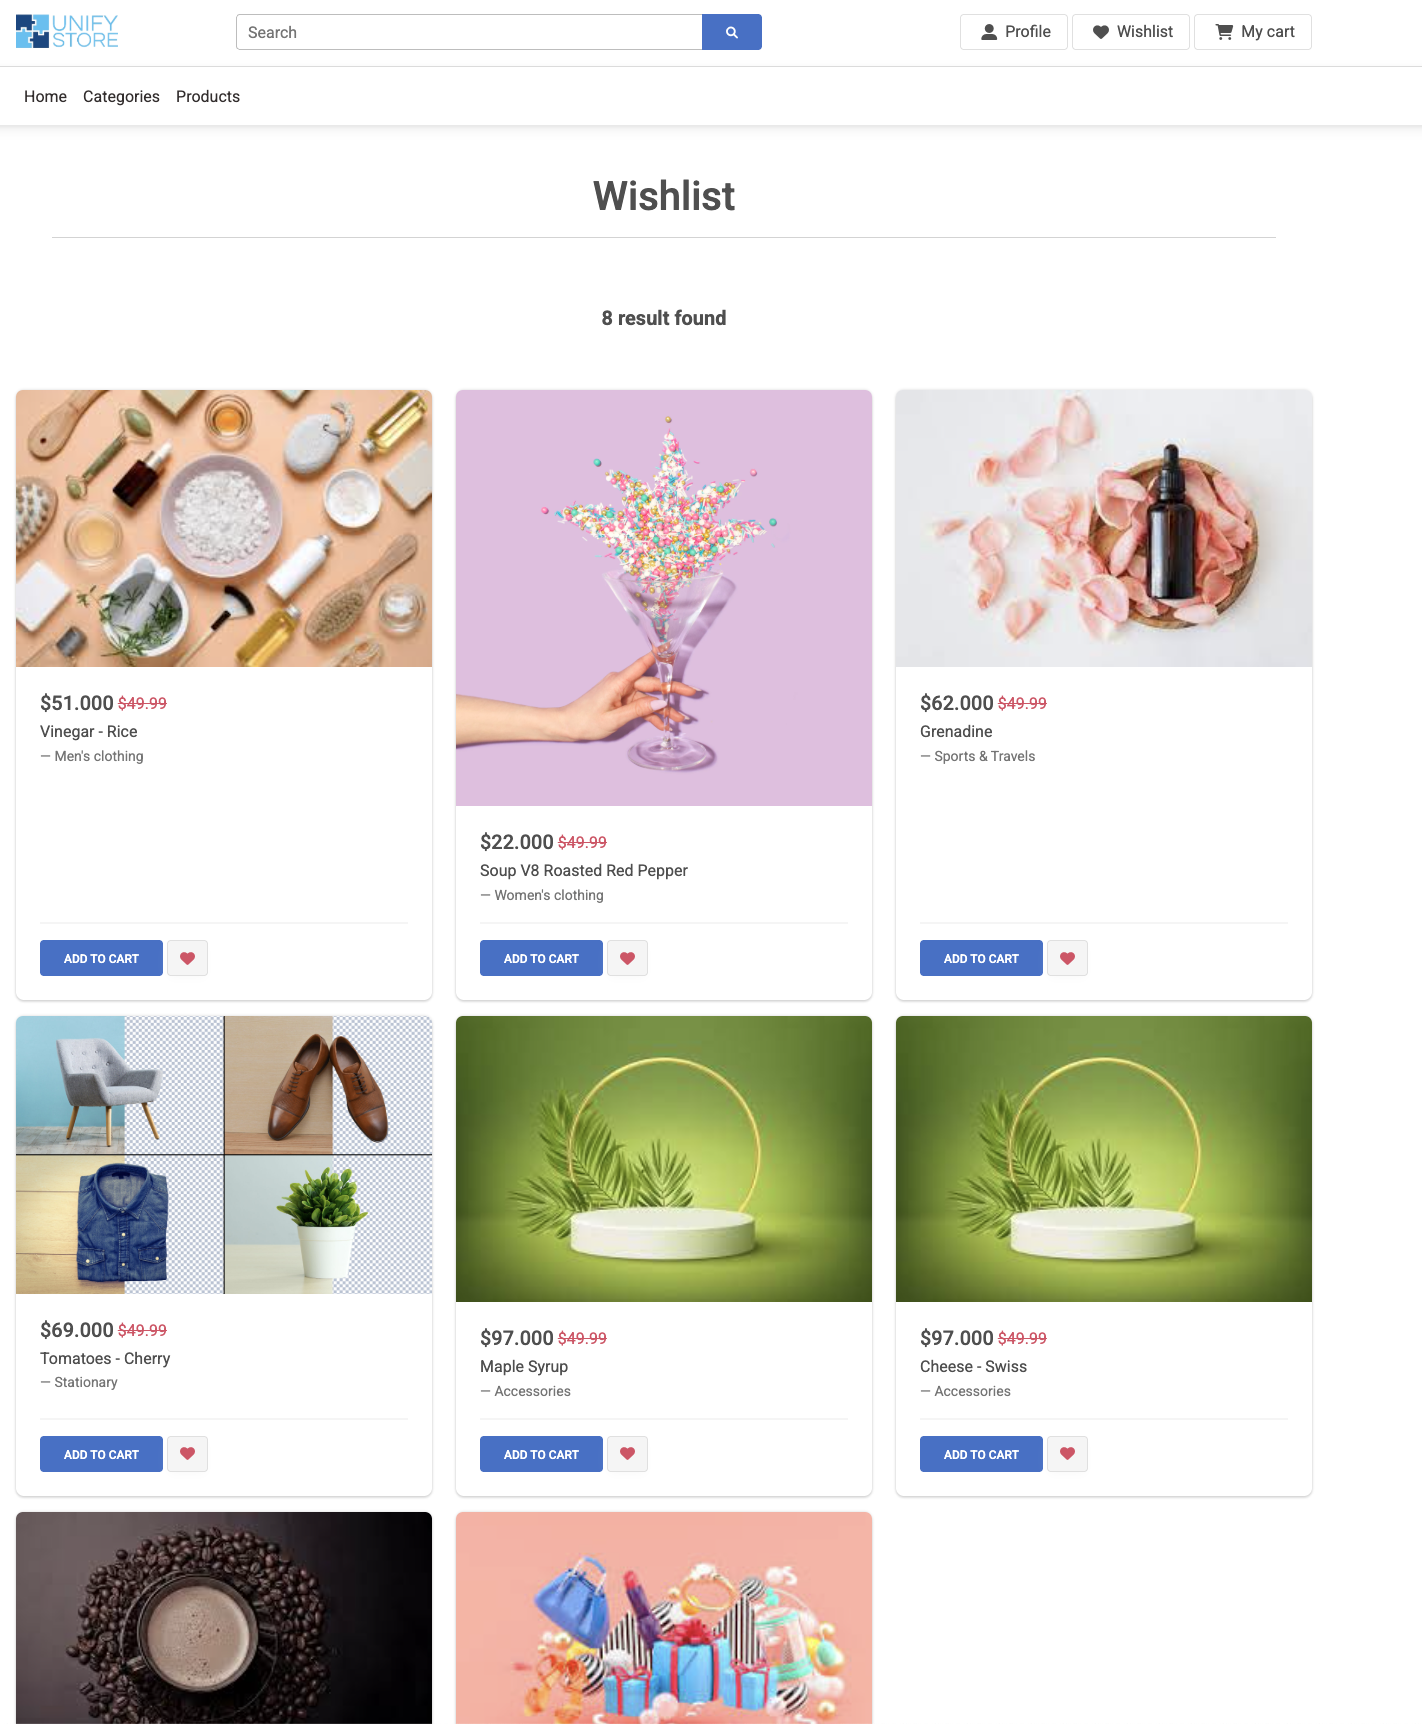 UNIFY
STORE
Search
Profile
Wishlist
My cart
Home
Categories
Products
Wishlist
8 result found
$51.000 $49.99
Vinegar - Rice
— Men's clothing
ADD TO CART
$22.000 $49.99
Soup V8 Roasted Red Pepper
— Women's clothing
ADD TO CART
$62.000 $49.99
Grenadine
— Sports & Travels
ADD TO CART
$69.000 $49.99
Tomatoes - Cherry
— Stationary
ADD TO CART
$97.000 $49.99
Maple Syrup
— Accessories
ADD TO CART
$97.000 $49.99
Cheese - Swiss
— Accessories
ADD TO CART